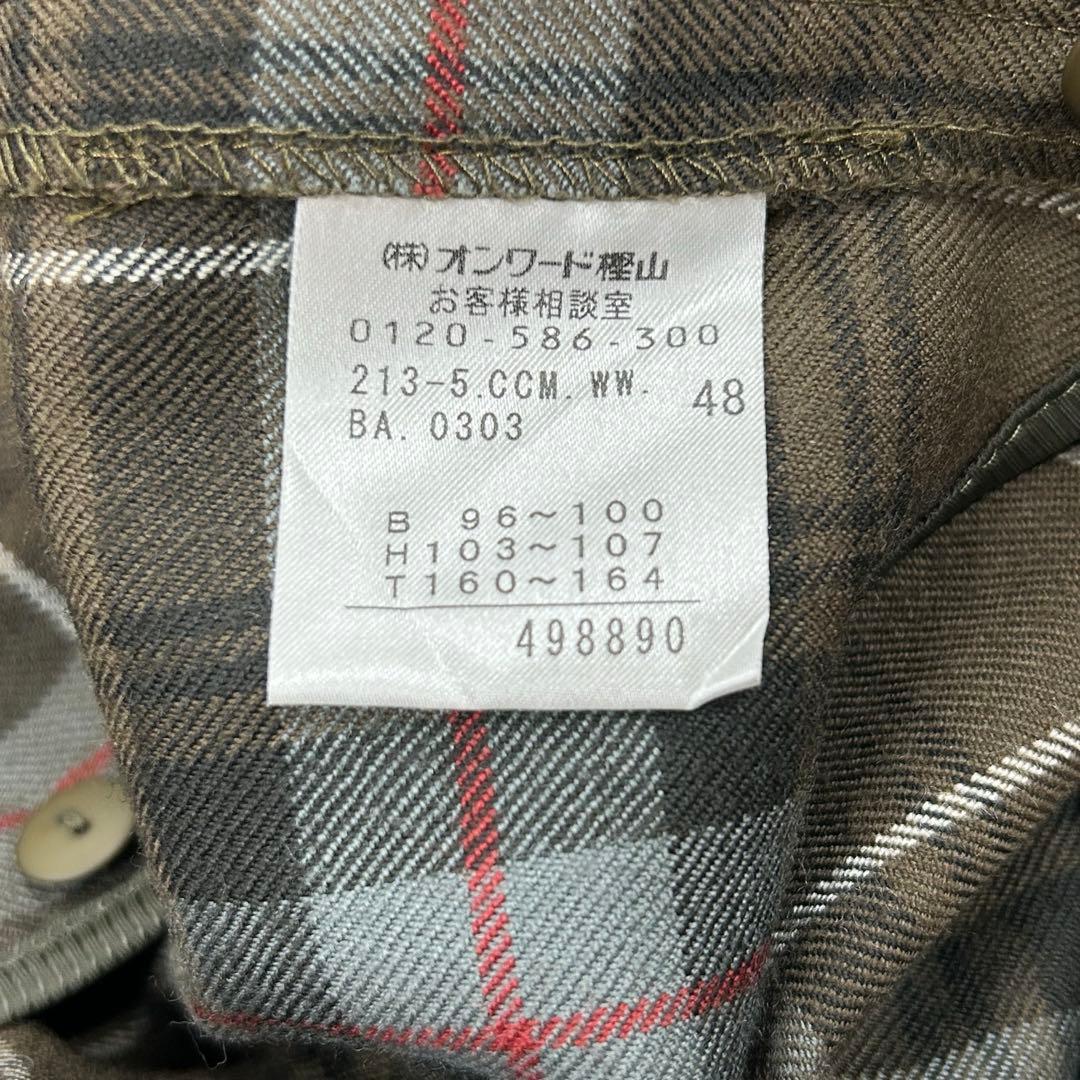 (株)オンワード樫山
お客様相談室
0120-586-300
213-5.CCM.WW.
BA. 0303
48
B 96~100
H103~107
T160~164
498890